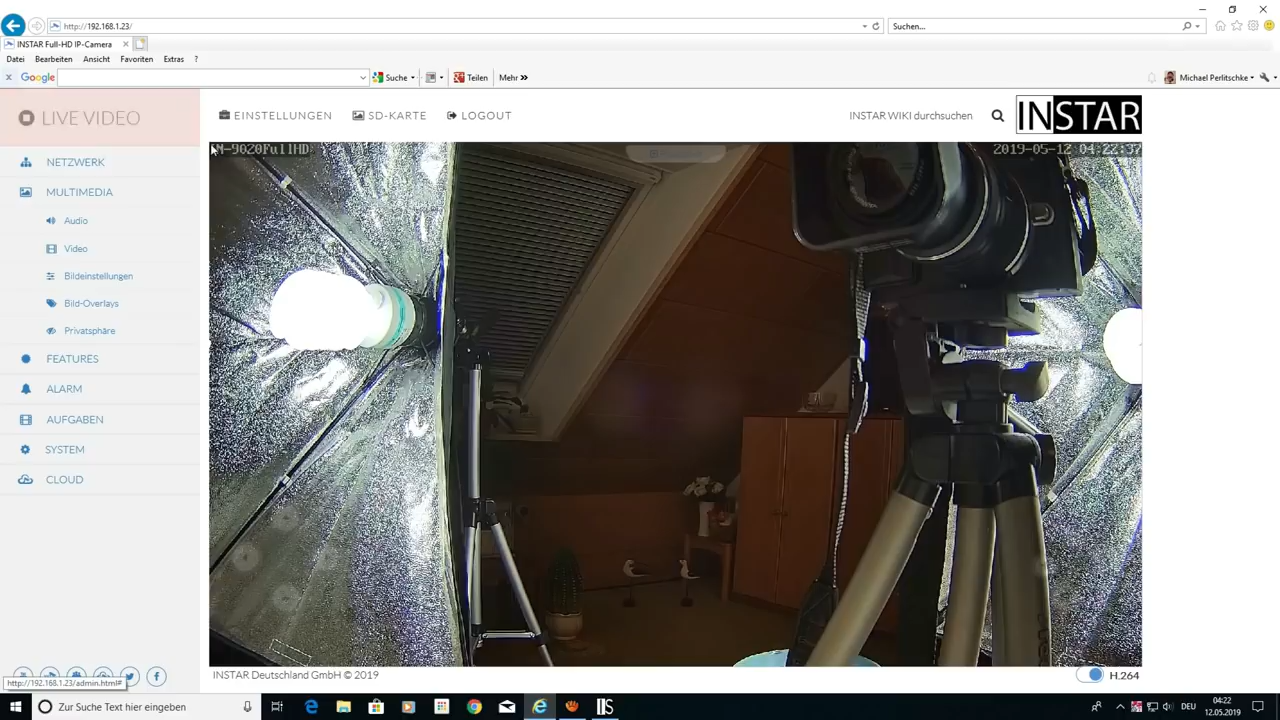 http://192.168.1.23/
Suchen...
INSTAR Full-HD IP-Camera
Datei Bearbeiten Ansicht Favoriten Extras ?
Google Suche Teilen Mehr »
Michael Perlitschke
LIVE VIDEO
EINSTELLUNGEN SD-KARTE LOGOUT
INSTAR WIKI durchsuchen
INSTAR
IN-9020FullHD
2019-05-12 04:22:37
NETZWERK
MULTIMEDIA
Audio
Video
Bildeinstellungen
Bild-Overlays
Privatsphäre
FEATURES
ALARM
AUFGABEN
SYSTEM
CLOUD
http://192.168.1.23/admin.html#
INSTAR Deutschland GmbH © 2019
H.264
Zur Suche Text hier eingeben
DEU
04:22
12.05.2019